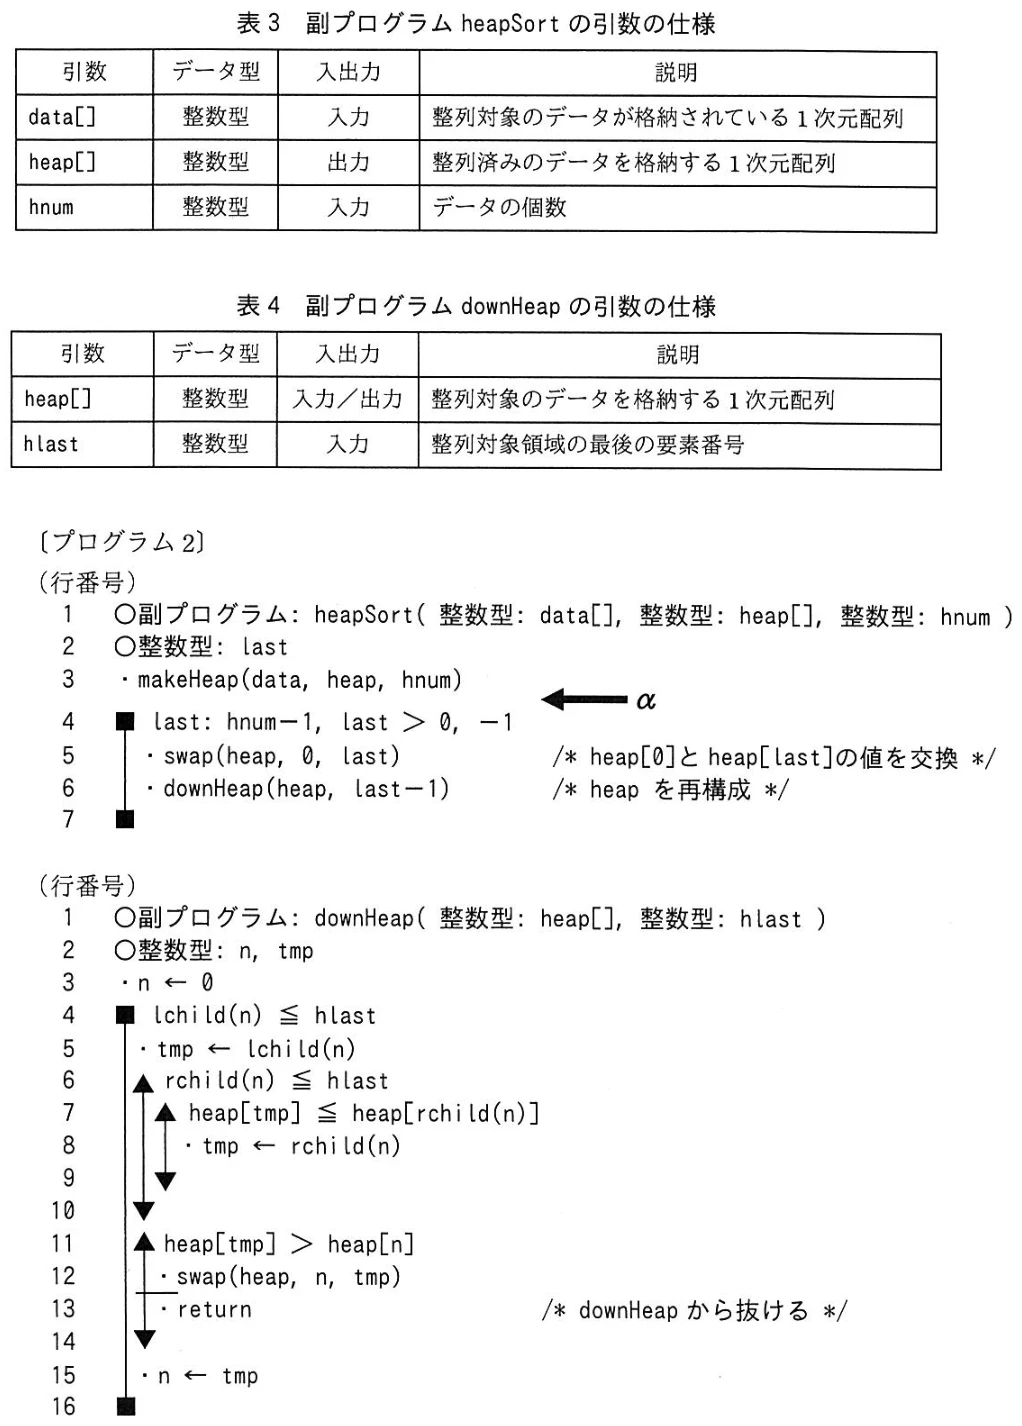 表3 副プログラム heapSort の引数の仕様
引数 データ型 入出力 説明
data[] 整数型 入力 整列対象のデータが格納されている1次元配列
heap[] 整数型 出力 整列済みのデータを格納する1次元配列
hnum 整数型 入力 データの個数
表4 副プログラム downHeap の引数の仕様
引数 データ型 入出力 説明
heap[] 整数型 入力/出力 整列対象のデータを格納する1次元配列
hlast 整数型 入力 整列対象領域の最後の要素番号
〔プログラム2〕
(行番号)
1 ○副プログラム: heapSort( 整数型: data[], 整数型: heap[], 整数型: hnum )
2 ○整数型: last
3 ・makeHeap(data, heap, hnum)
α
4 ■ last: hnum-1, last > 0, -1
5 ・swap(heap, 0, last) /* heap[0]と heap[last]の値を交換 */
6 ・downHeap(heap, last-1) /* heap を再構成 */
7 ■
(行番号)
1 ○副プログラム: downHeap( 整数型: heap[], 整数型: hlast )
2 ○整数型: n, tmp
3 ・n ← 0
4 ■ lchild(n) ≦ hlast
5 ・tmp ← lchild(n)
6 ▲ rchild(n) ≦ hlast
7 ▲ heap[tmp] ≦ heap[rchild(n)]
8 ・tmp ← rchild(n)
9 ▼
10 ▼
11 ▲ heap[tmp] > heap[n]
12 ・swap(heap, n, tmp)
13 ・return /* downHeap から抜ける */
14 ▼
15 ・n ← tmp
16 ■